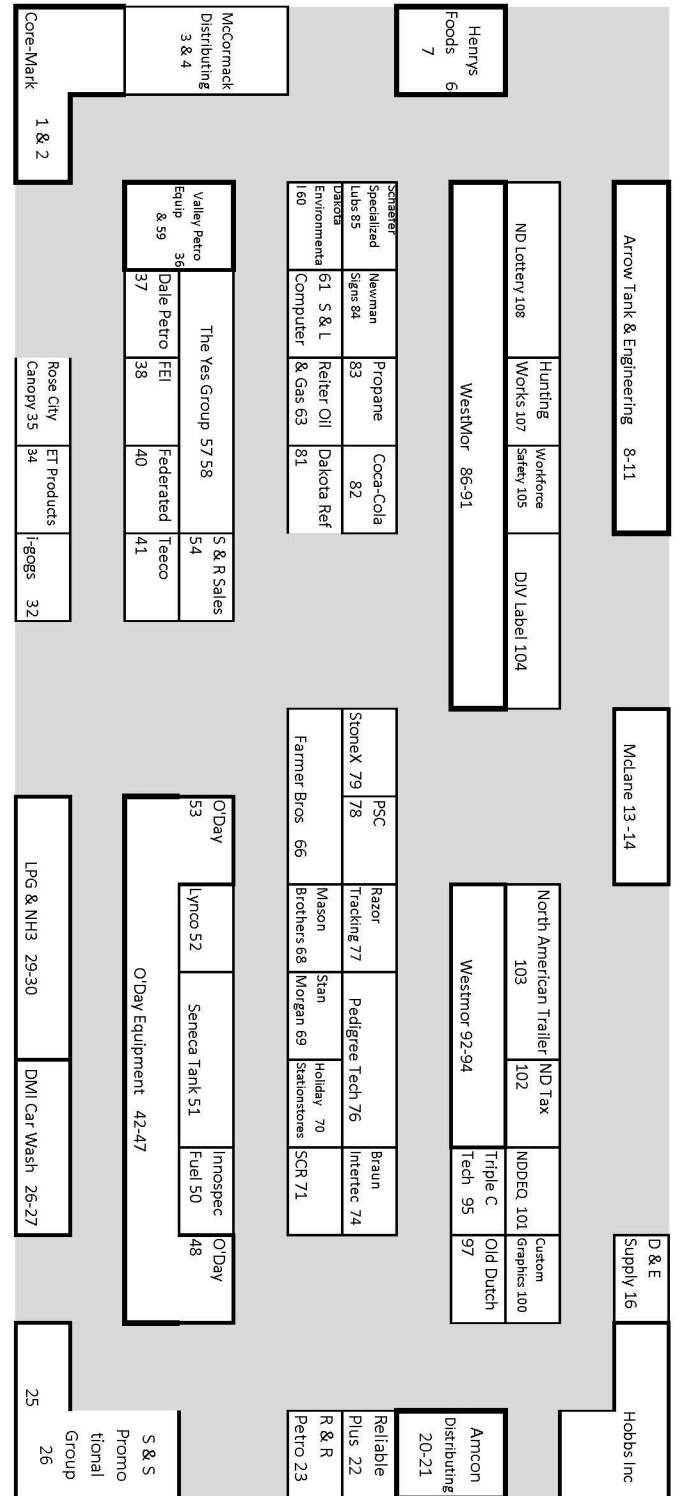 Core-Mark
1 & 2
McCormack
Distributing
3 & 4
Henrys
Foods 6-
7
Arrow Tank & Engineering 8-11
ND Lottery 108
Hunting
Works 107
Workforce
Safety 105
DJV Label 104
WestMor 86-91
Schaefer
Specialized
Lubs 85
Newman
Signs 84
Propane
83
Coca-Cola
82
Dakota
Environmenta
l 60
61 S & L
Computer
Reiter Oil
& Gas 63
Dakota Ref
81
Valley Petro
Equip 36
& 59
The Yes Group 57 58
S & R Sales
54
Dale Petro
37
FEI
38
Federated
40
Teeco
41
Rose City
Canopy 35
ET Products
34
i-gogs 32
McLane 13 -14
North American Trailer
103
ND Tax
102
NDDEQ 101
Custom
Graphics 100
Westmor 92-94
Triple C
Tech 95
Old Dutch
97
StoneX 79
PSC
78
Razor
Tracking 77
Pedigree Tech 76
Braun
Intertec 74
Farmer Bros 66
Mason
Brothers 68
Stan
Morgan 69
Holiday 70
Stationstores
SCR 71
O'Day
53
Lynco 52
Seneca Tank 51
Innospec
Fuel 50
O'Day
48
O'Day Equipment 42-47
LPG & NH3 29-30
DMI Car Wash 26-27
D & E
Supply 16
Hobbs Inc
Amcon
Distributing
20-21
Reliable
Plus 22
R & R
Petro 23
S & S
Promo
tional
Group
26
25